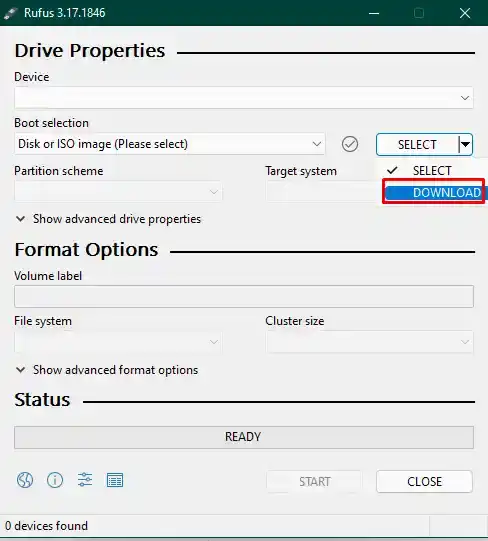 Rufus 3.17.1846
Drive Properties
Device
Boot selection
Disk or ISO image (Please select)
SELECT
Partition scheme
Target system
SELECT
DOWNLOAD
Show advanced drive properties
Format Options
Volume label
File system
Cluster size
Show advanced format options
Status
READY
START
CLOSE
0 devices found